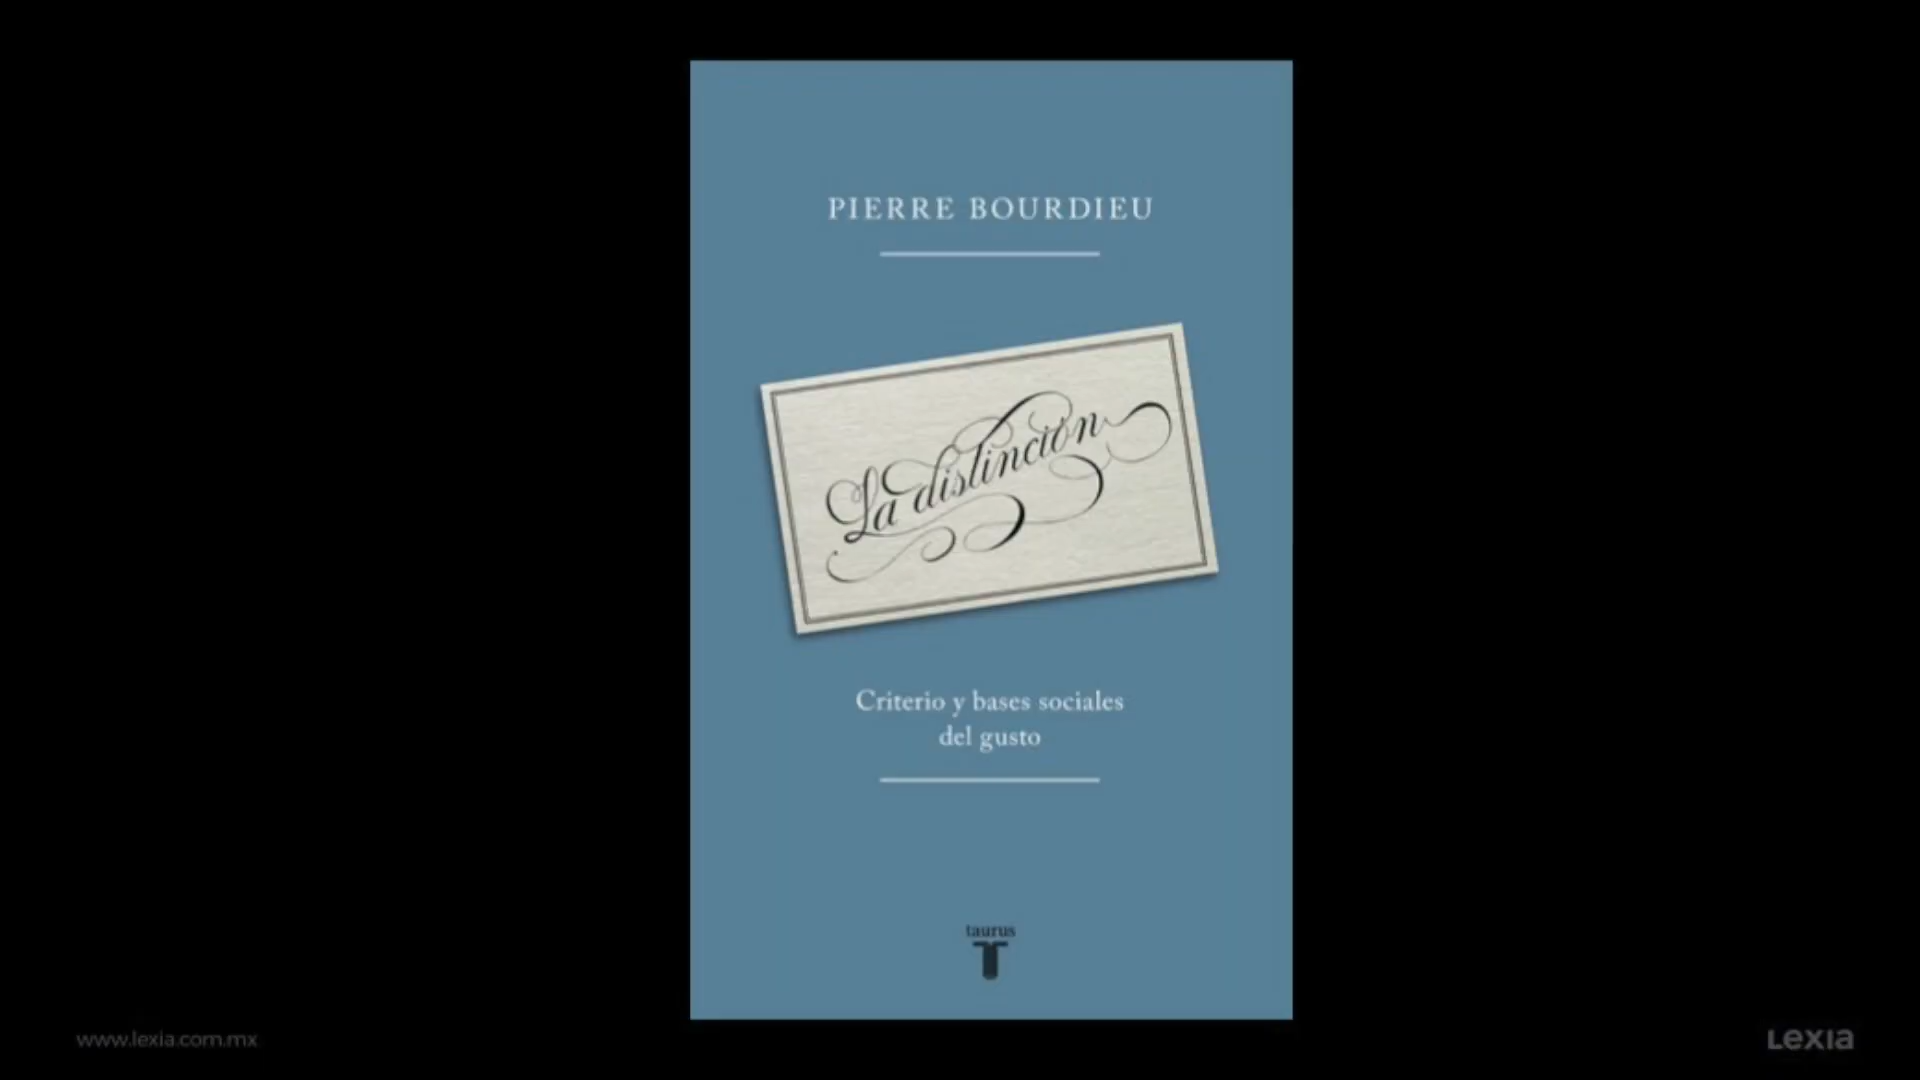 PIERRE BOURDIEU
La distinción
Criterio y bases sociales
del gusto
taurus
www.lexia.com.mx
Lexia